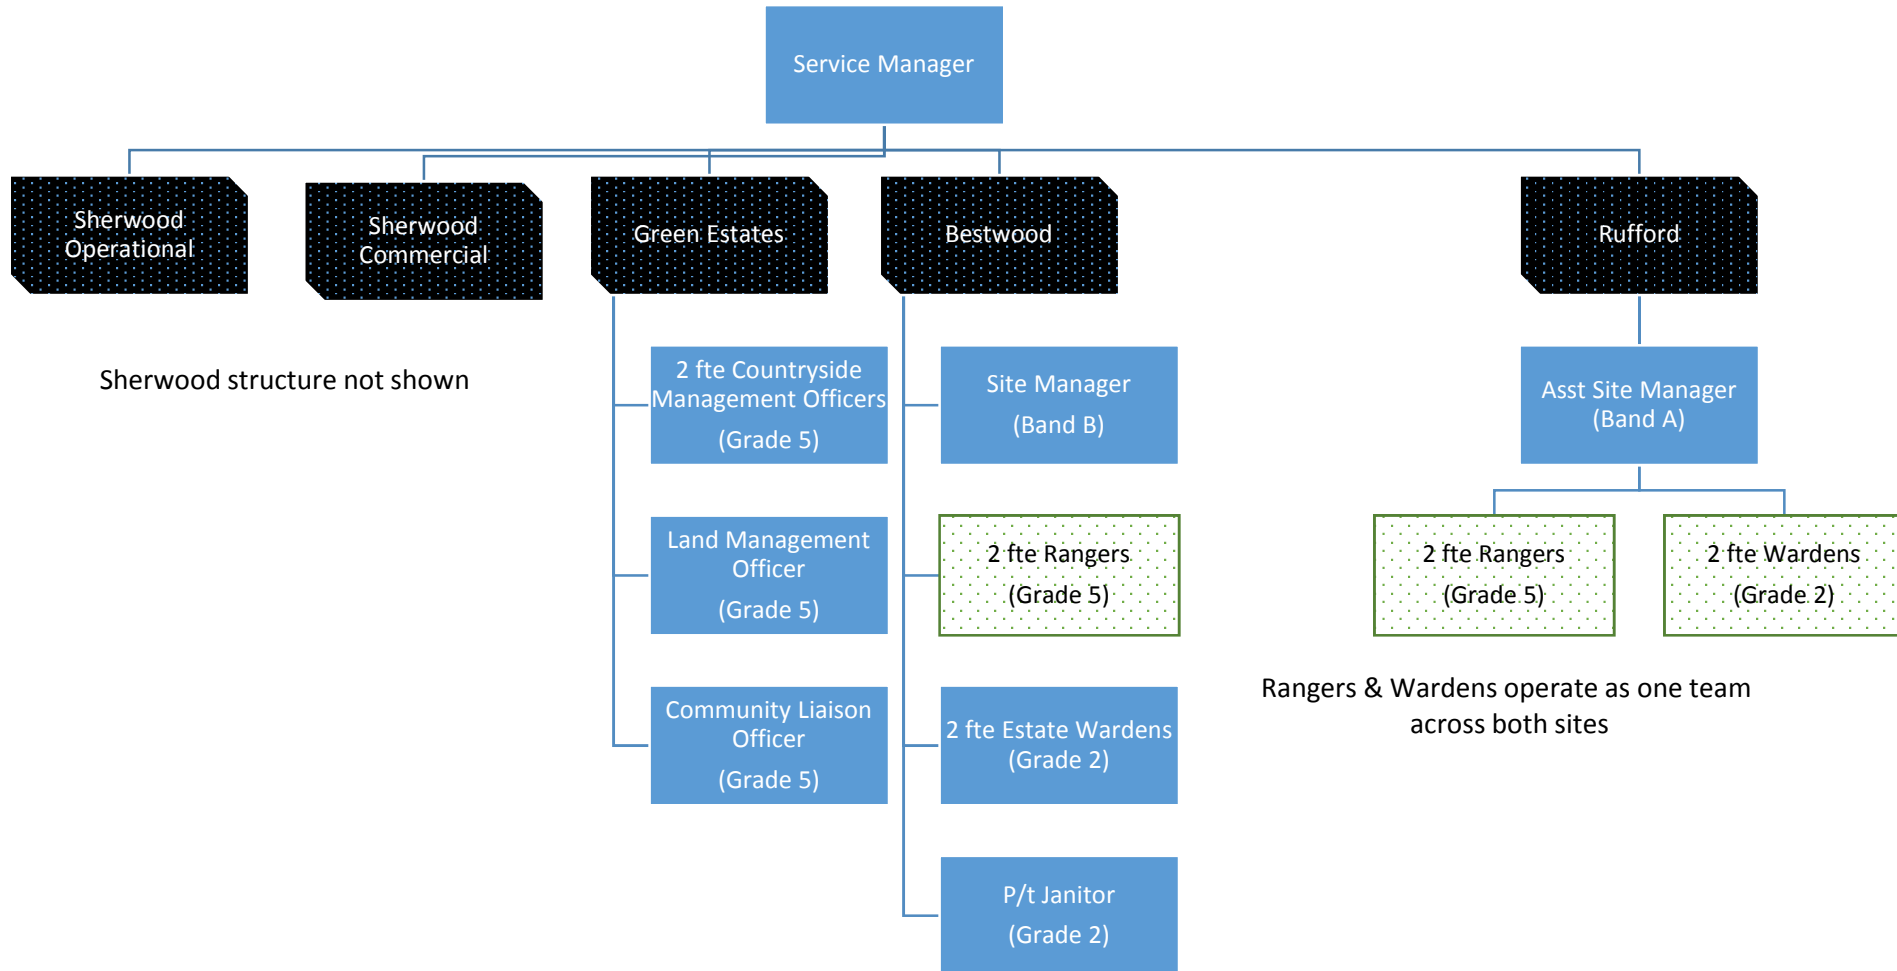 Service Manager
Sherwood
Operational
Sherwood
Commercial
Green Estates
Bestwood
Rufford
Sherwood structure not shown
2 fte Countryside
Management Officers
(Grade 5)
Site Manager
(Band B)
Asst Site Manager
(Band A)
Land Management
Officer
(Grade 5)
2 fte Rangers
(Grade 5)
2 fte Rangers
(Grade 5)
2 fte Wardens
(Grade 2)
Community Liaison
Officer
(Grade 5)
2 fte Estate Wardens
(Grade 2)
Rangers & Wardens operate as one team
across both sites
P/t Janitor
(Grade 2)